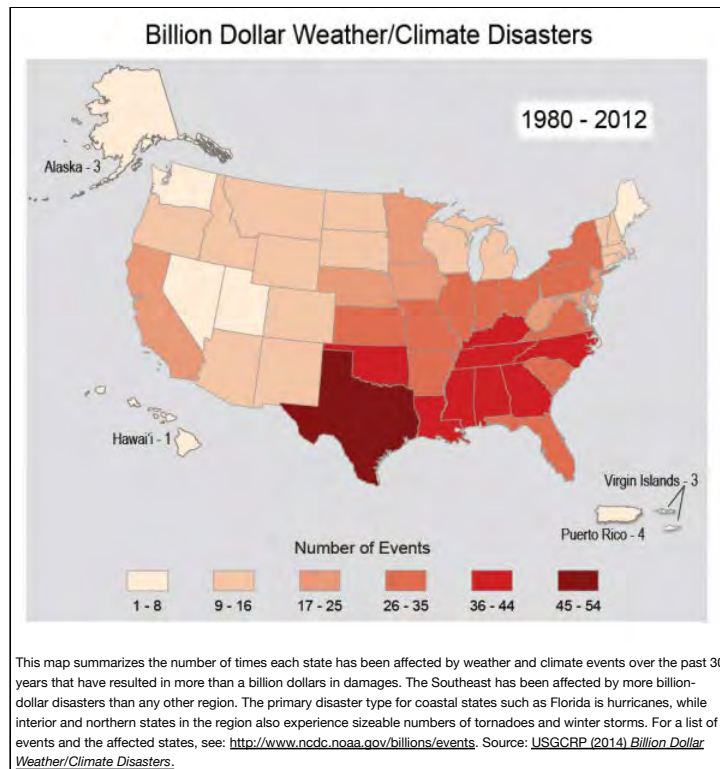 Billion Dollar Weather/Climate Disasters
1980 - 2012
Alaska - 3
Hawai'i - 1
Virgin Islands - 3
Puerto Rico - 4
Number of Events
1 - 8
9 - 16
17 - 25
26 - 35
36 - 44
45 - 54
This map summarizes the number of times each state has been affected by weather and climate events over the past 30
years that have resulted in more than a billion dollars in damages. The Southeast has been affected by more billion-
dollar disasters than any other region. The primary disaster type for coastal states such as Florida is hurricanes, while
interior and northern states in the region also experience sizeable numbers of tornadoes and winter storms. For a list of
events and the affected states, see: http://www.ncdc.noaa.gov/billions/events. Source: USGCRP (2014) Billion Dollar
Weather/Climate Disasters.